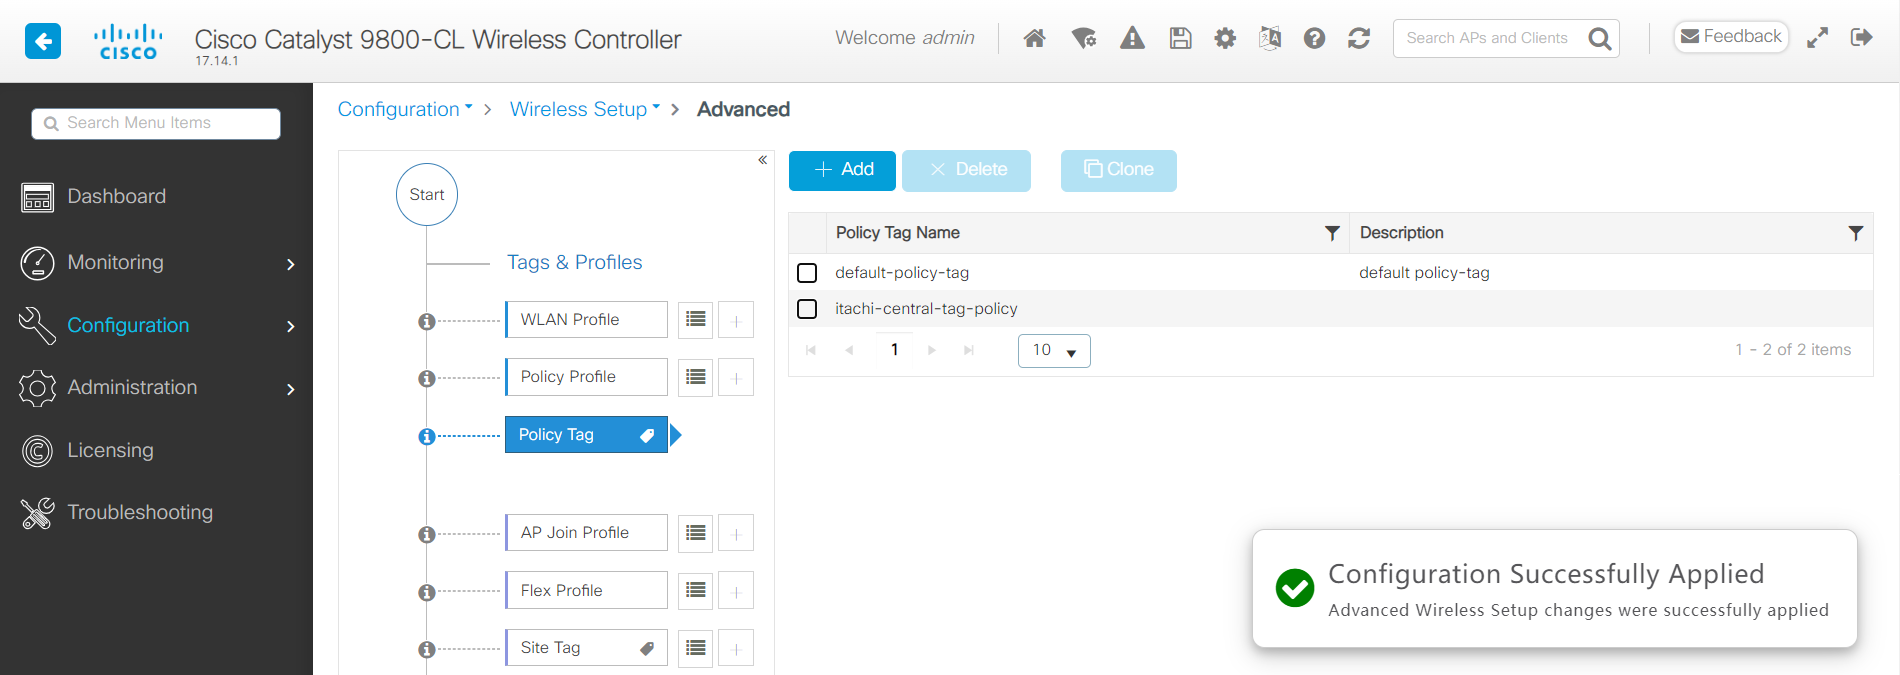 CISCO
Cisco Catalyst 9800-CL Wireless Controller
17.14.1
Welcome admin
Search APs and Clients
Feedback
Search Menu Items
Dashboard
Monitoring
Configuration
Administration
Licensing
Troubleshooting
Configuration > Wireless Setup > Advanced
«
Start
Tags & Profiles
WLAN Profile
Policy Profile
Policy Tag
AP Join Profile
Flex Profile
Site Tag
+ Add
× Delete
Clone
Policy Tag Name
Description
default-policy-tag
default policy-tag
itachi-central-tag-policy
1
10
1 - 2 of 2 items
Configuration Successfully Applied
Advanced Wireless Setup changes were successfully applied